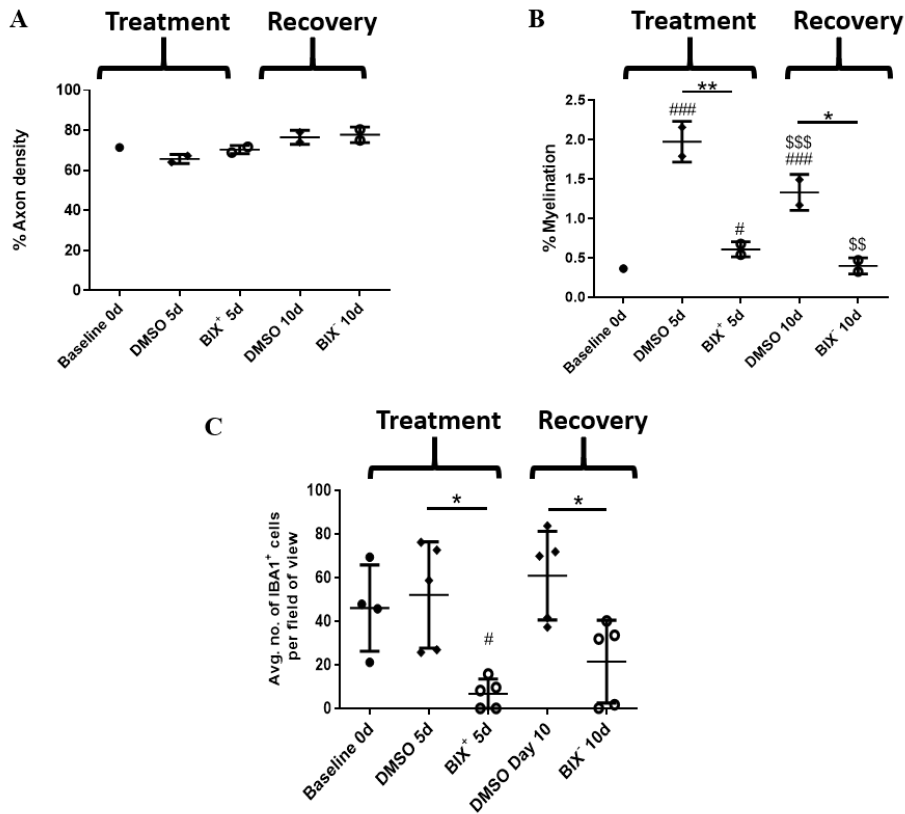 A
Treatment
Recovery
% Axon density
100
80
60
40
20
0
Baseline 0d
DMSO 5d
BIX⁺ 5d
DMSO 10d
BIX⁻ 10d
B
Treatment
Recovery
**
###
*
$$$
###
#
$$
% Myelination
2.5
2.0
1.5
1.0
0.5
0.0
Baseline 0d
DMSO 5d
BIX⁺ 5d
DMSO 10d
BIX⁻ 10d
C
Treatment
Recovery
*
*
#
Avg. no. of IBA1⁺ cells
per field of view
100
80
60
40
20
0
Baseline 0d
DMSO 5d
BIX⁺ 5d
DMSO Day 10
BIX⁻ 10d